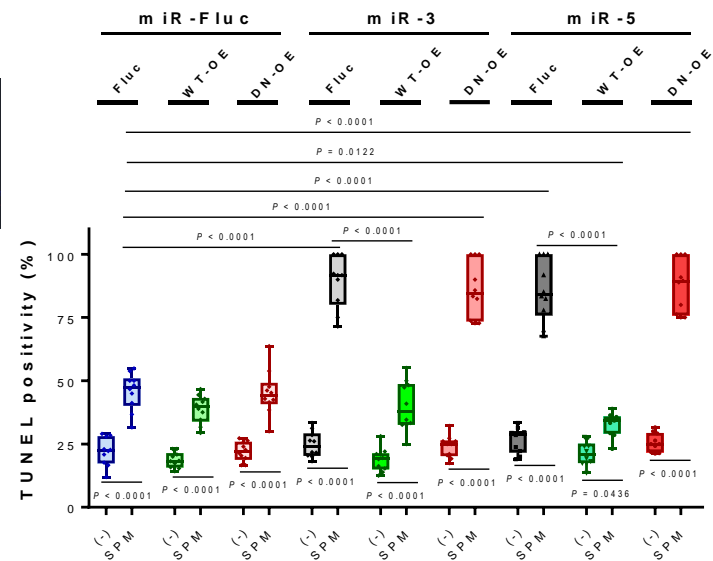 miR-Fluc miR-3 miR-5
Fluc WT-OE DN-OE Fluc WT-OE DN-OE Fluc WT-OE DN-OE
P < 0.0001
P = 0.0122
P < 0.0001
P < 0.0001
P < 0.0001 P < 0.0001 P < 0.0001
TUNEL positivity (%)
100
75
50
25
0
P < 0.0001 P < 0.0001 P < 0.0001 P < 0.0001 P < 0.0001 P < 0.0001 P < 0.0001 P = 0.0436 P < 0.0001
(-) SPM (-) SPM (-) SPM (-) SPM (-) SPM (-) SPM (-) SPM (-) SPM (-) SPM